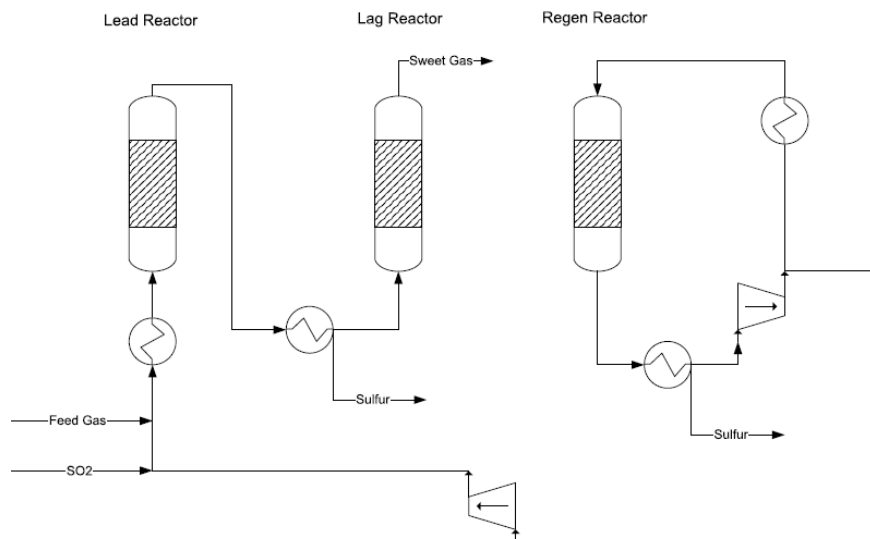 Lead Reactor
Lag Reactor
Regen Reactor
Sweet Gas
Sulfur
Feed Gas
Sulfur
SO2